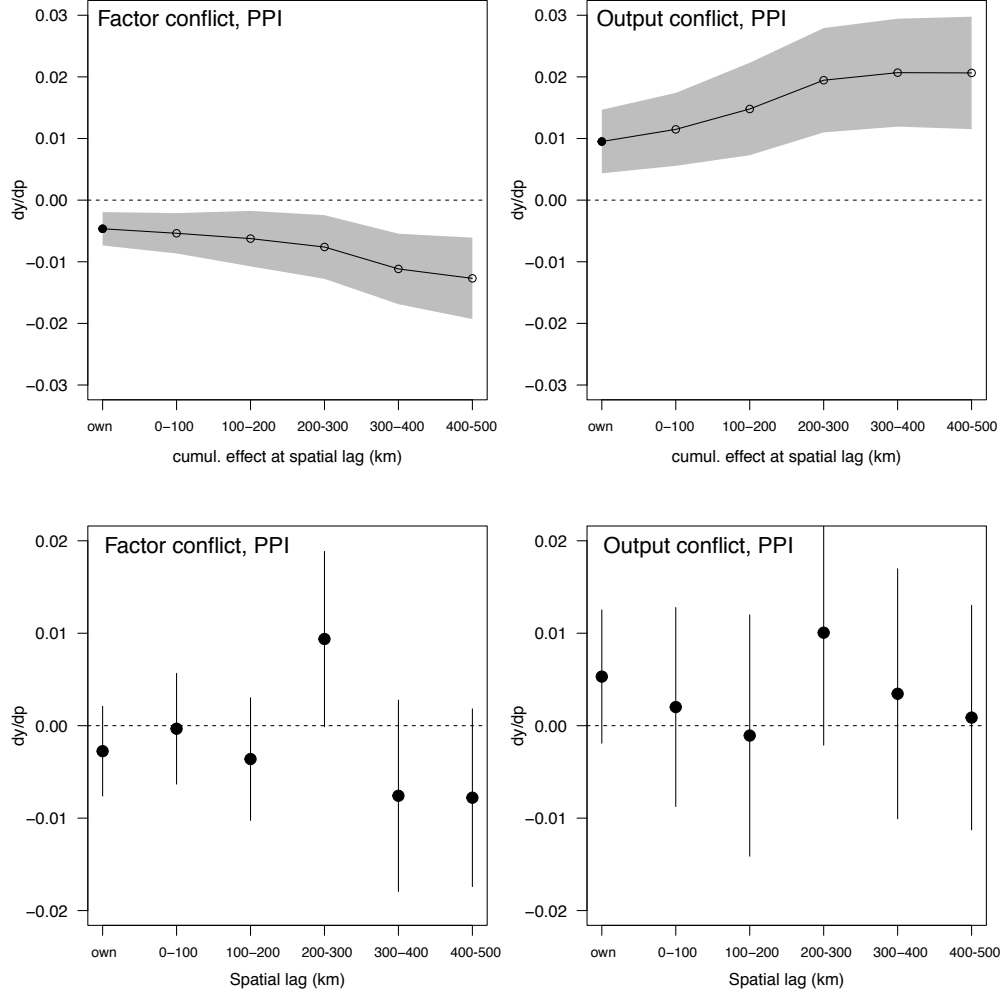 Factor conflict, PPI
dy/dp
0.03
0.02
0.01
0.00
−0.01
−0.02
−0.03
own 0−100 100−200 200-300 300−400 400-500
cumul. effect at spatial lag (km)
Output conflict, PPI
dy/dp
0.03
0.02
0.01
0.00
−0.01
−0.02
−0.03
own 0−100 100−200 200-300 300−400 400-500
cumul. effect at spatial lag (km)
Factor conflict, PPI
dy/dp
0.02
0.01
0.00
−0.01
−0.02
own 0−100 100−200 200-300 300−400 400-500
Spatial lag (km)
Output conflict, PPI
dy/dp
0.02
0.01
0.00
−0.01
−0.02
own 0−100 100−200 200-300 300−400 400-500
Spatial lag (km)